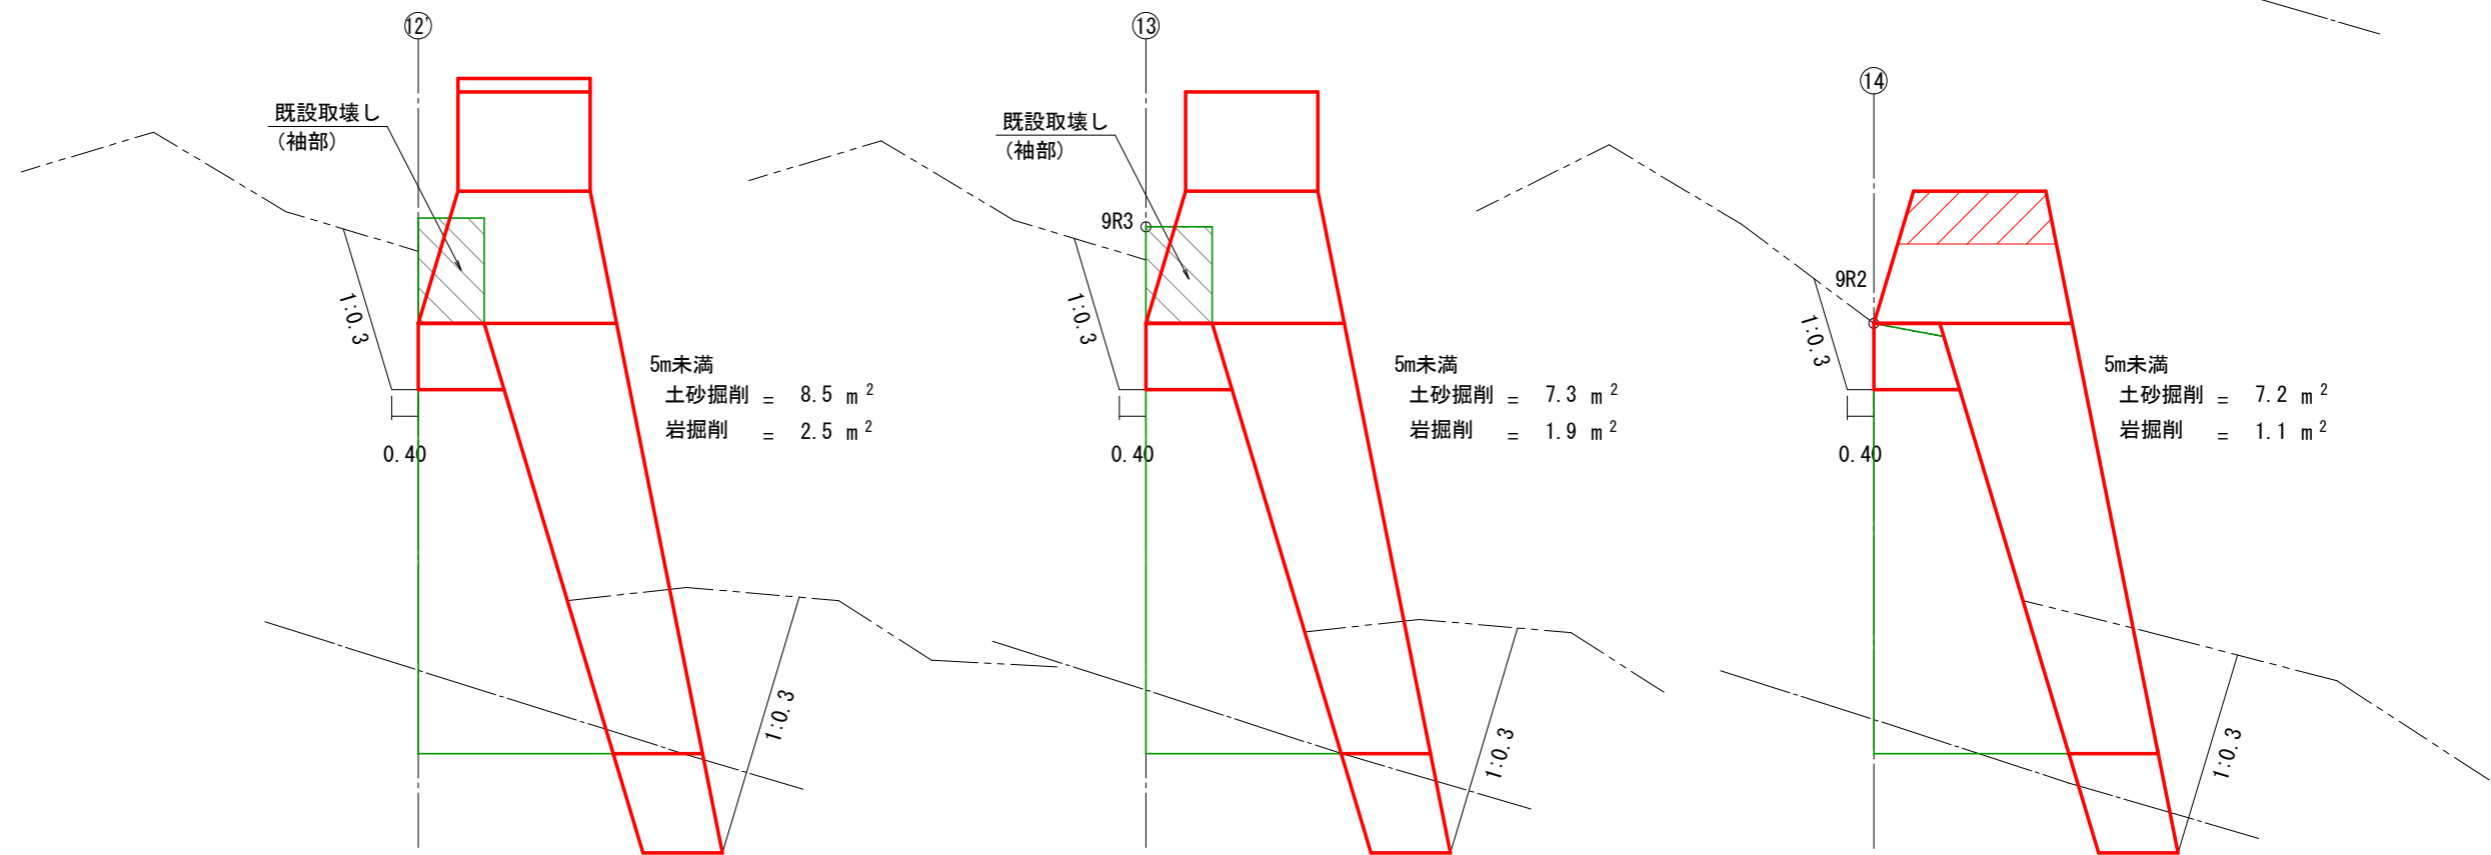 12'
既設取壊し
(袖部)
1:0.3
5m未満
土砂掘削 = 8.5 m²
岩掘削 = 2.5 m²
0.40
1:0.3
13
既設取壊し
(袖部)
9R3
1:0.3
5m未満
土砂掘削 = 7.3 m²
岩掘削 = 1.9 m²
0.40
1:0.3
14
9R2
1:0.3
5m未満
土砂掘削 = 7.2 m²
岩掘削 = 1.1 m²
0.40
1:0.3